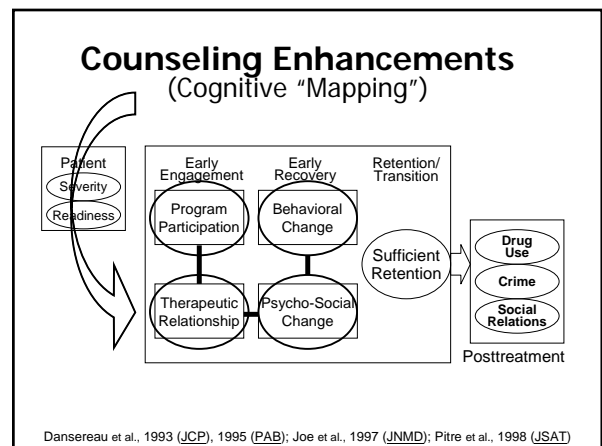 Counseling Enhancements
(Cognitive “Mapping”)
Patient
Severity
Readiness
Early
Engagement
Program
Participation
Therapeutic
Relationship
Early
Recovery
Behavioral
Change
Psycho-Social
Change
Retention/
Transition
Sufficient
Retention
Drug
Use
Crime
Social
Relations
Posttreatment
Dansereau et al., 1993 (JCP), 1995 (PAB); Joe et al., 1997 (JNMD); Pitre et al., 1998 (JSAT)